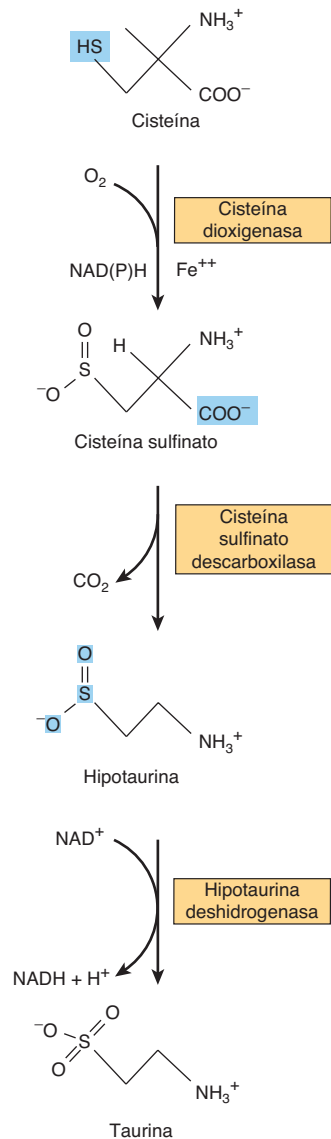 NH₃⁺
HS
COO⁻
Cisteína
O₂
Cisteína
dioxigenasa
NAD(P)H
Fe⁺⁺
O
H
NH₃⁺
S
⁻O
COO⁻
Cisteína sulfinato
Cisteína
sulfinato
descarboxilasa
CO₂
O
S
⁻O
NH₃⁺
Hipotaurina
NAD⁺
Hipotaurina
deshidrogenasa
NADH + H⁺
⁻O
O
S
O
NH₃⁺
Taurina